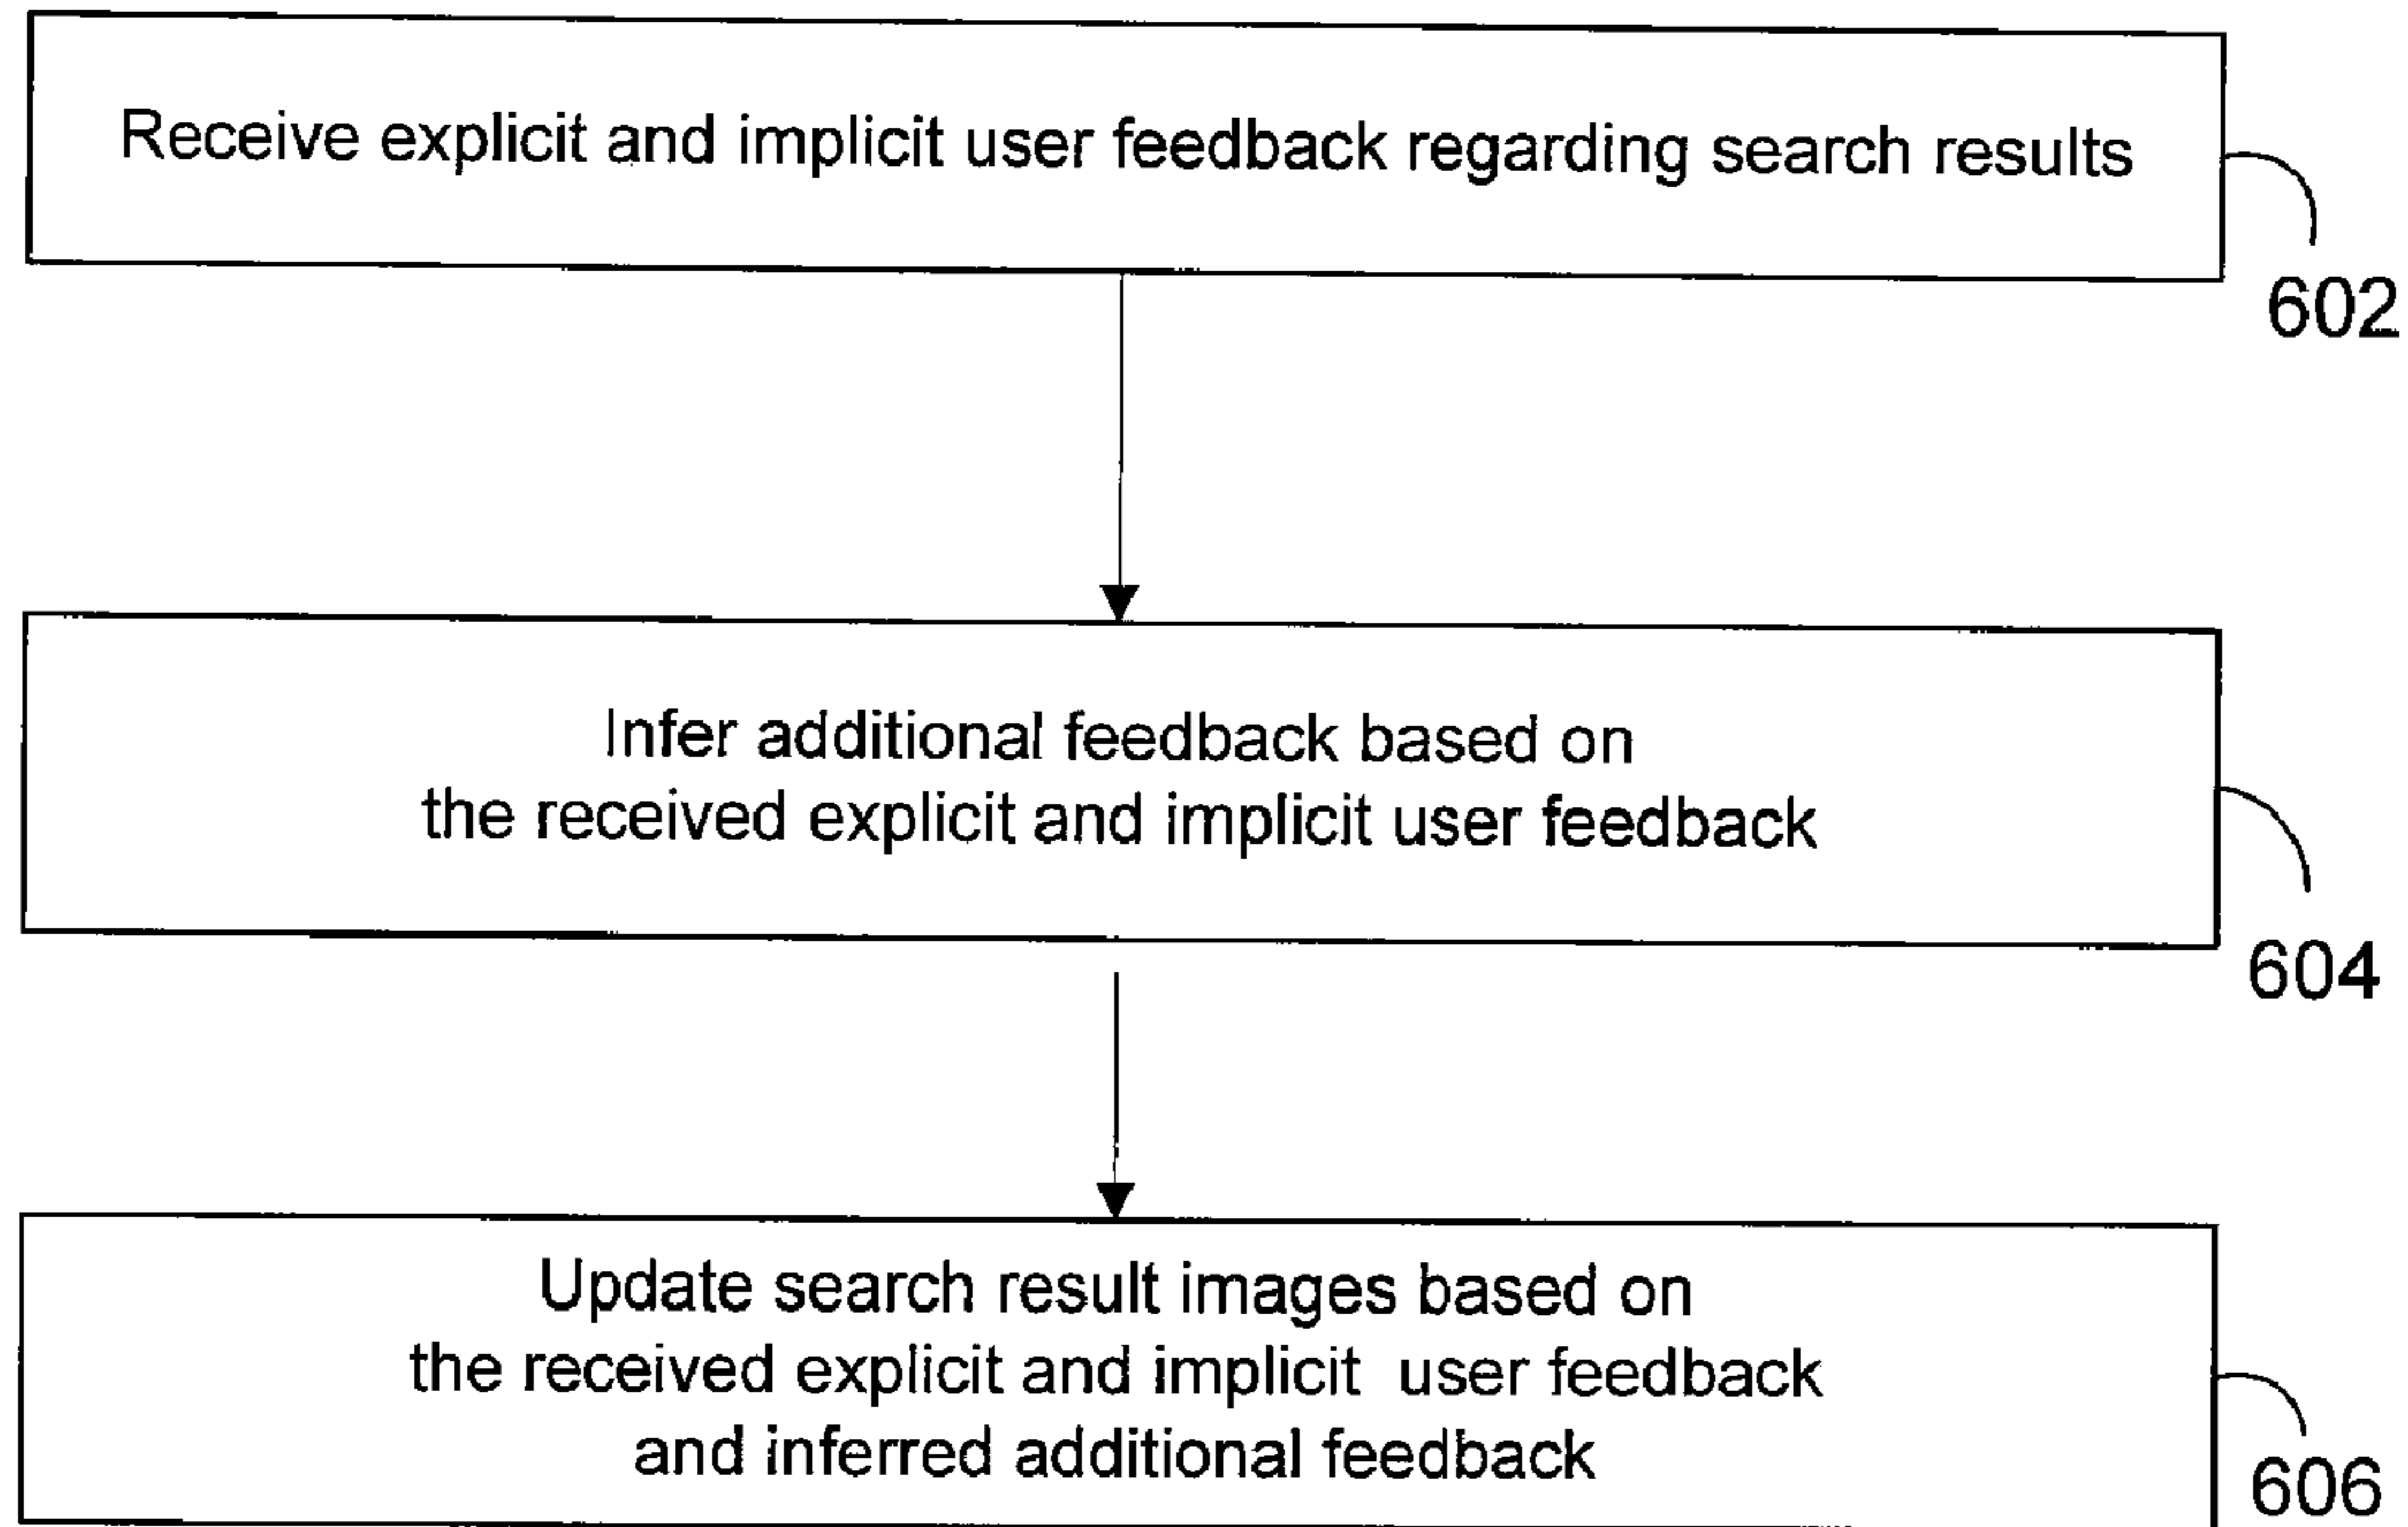 Receive explicit and implicit user feedback regarding search results
602
Infer additional feedback based on
the received explicit and implicit user feedback
604
Update search result images based on
the received explicit and implicit user feedback
and inferred additional feedback
606